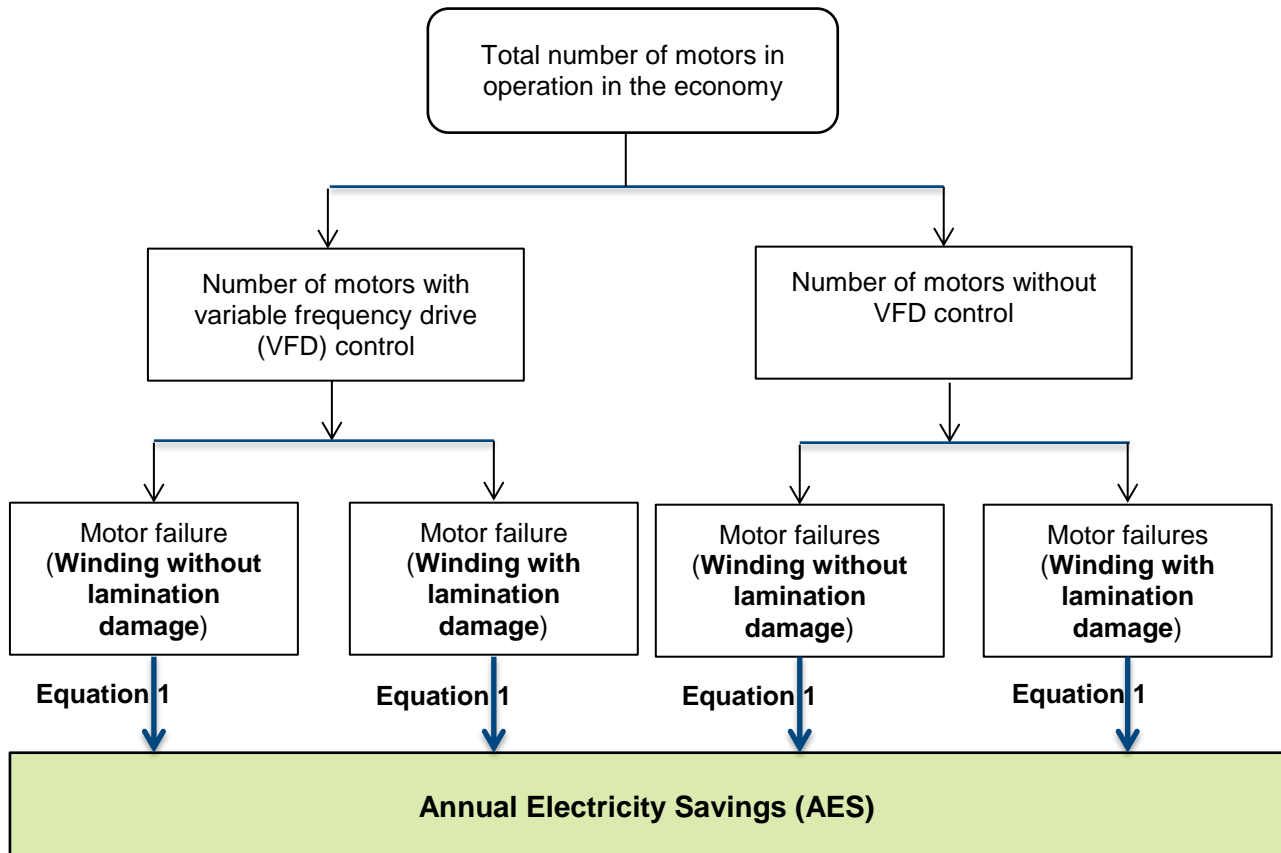 Total number of motors in
operation in the economy
Number of motors with
variable frequency drive
(VFD) control
Number of motors without
VFD control
Motor failure
(Winding without
lamination
damage)
Motor failure
(Winding with
lamination
damage)
Motor failures
(Winding without
lamination
damage)
Motor failures
(Winding with
lamination
damage)
Equation 1
Equation 1
Equation 1
Equation 1
Annual Electricity Savings (AES)